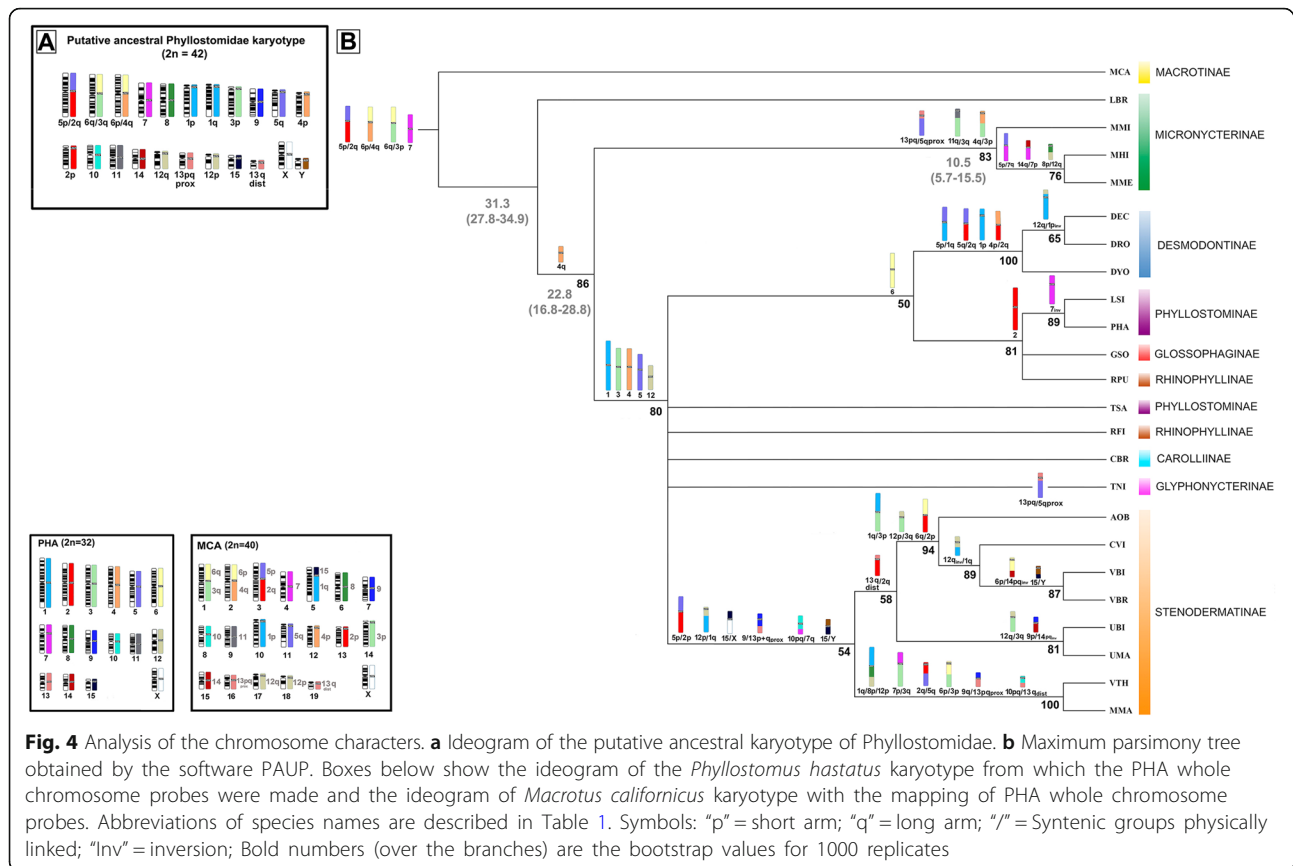 A
Putative ancestral Phyllostomidae karyotype
(2n = 42)
5p/2q 6q/3q 6p/4q 7 8 1p 1q 3p 9 5q 4p
2p 10 11 14 12q 13pq prox 12p 15 13q dist X Y
B
5p/2q 6p/4q 6q/3p 7
31.3
(27.8-34.9)
4q
86
22.8
(16.8-28.8)
1 3 4 5 12
80
MCA MACROTINAE
LBR
MICRONYCTERINAE
13pq/5qprox 11q/3q 4q/3p
83
10.5
(5.7-15.5)
MMI
5p/7q 14q/7p 8p/12q
76
MHI
MME
6
50
5p/1q 5q/2q 1p 4p/2q
100
12q/1pinv
65
DEC
DRO
DYO
DESMODONTINAE
2
81
7inv
89
LSI
PHA
PHYLLOSTOMINAE
GSO GLOSSOPHAGINAE
RPU RHINOPHYLLINAE
TSA PHYLLOSTOMINAE
RFI RHINOPHYLLINAE
CBR CAROLLIINAE
TNI GLYPHONYCTERINAE
13pq/5qprox
5p/2p 12p/1q 15/X 9/13p+qprox 10pq/7q 15/Y
54
13q/2q
dist
58
1q/3p 12p/3q 6q/2p
94
AOB
12qinv/1q
89
CVI
6p/14pqinv 15/Y
87
VBI
VBR
12q/3q 9p/14pinv
81
UBI
UMA
STENODERMATINAE
1q/8p/12p 7p/3q 2q/5q 6p/3p 9q/13pqprox 10pq/13qdist
100
VTH
MMA
PHA (2n=32)
1 2 3 4 5 6
7 8 9 10 11 12
13 14 15 X
MCA (2n=40)
6q 3q 6p 4q 5p 2q 7 15 1q 8 9
1 2 3 4 5 6 7
10 11 1p 5q 4p 2p 3p
8 9 10 11 12 13 14
14 13pq prox 12q 12p 13q dist
15 16 17 18 19 X
Fig. 4 Analysis of the chromosome characters. a Ideogram of the putative ancestral karyotype of Phyllostomidae. b Maximum parsimony tree
obtained by the software PAUP. Boxes below show the ideogram of the Phyllostomus hastatus karyotype from which the PHA whole
chromosome probes were made and the ideogram of Macrotus californicus karyotype with the mapping of PHA whole chromosome
probes. Abbreviations of species names are described in Table 1. Symbols: “p” = short arm; “q” = long arm; “/” = Syntenic groups physically
linked; “Inv” = inversion; Bold numbers (over the branches) are the bootstrap values for 1000 replicates